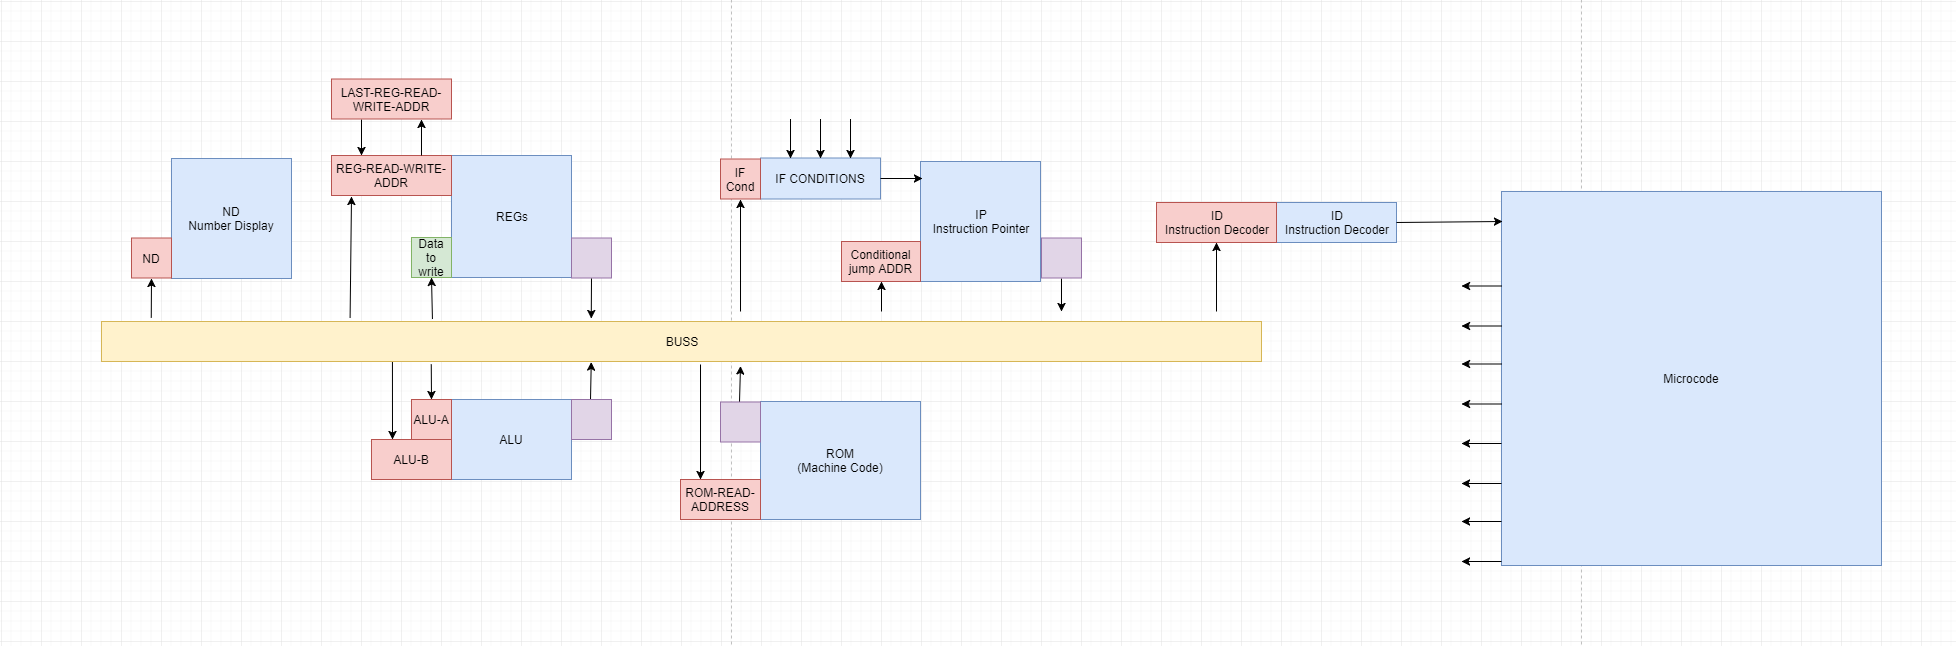 LAST-REG-READ-
WRITE-ADDR
REG-READ-WRITE-
ADDR
REGs
Data
to
write
ND
Number Display
ND
IF
Cond
IF CONDITIONS
IP
Instruction Pointer
Conditional
jump ADDR
ID
Instruction Decoder
ID
Instruction Decoder
BUSS
Microcode
ALU-A
ALU-B
ALU
ROM
(Machine Code)
ROM-READ-
ADDRESS